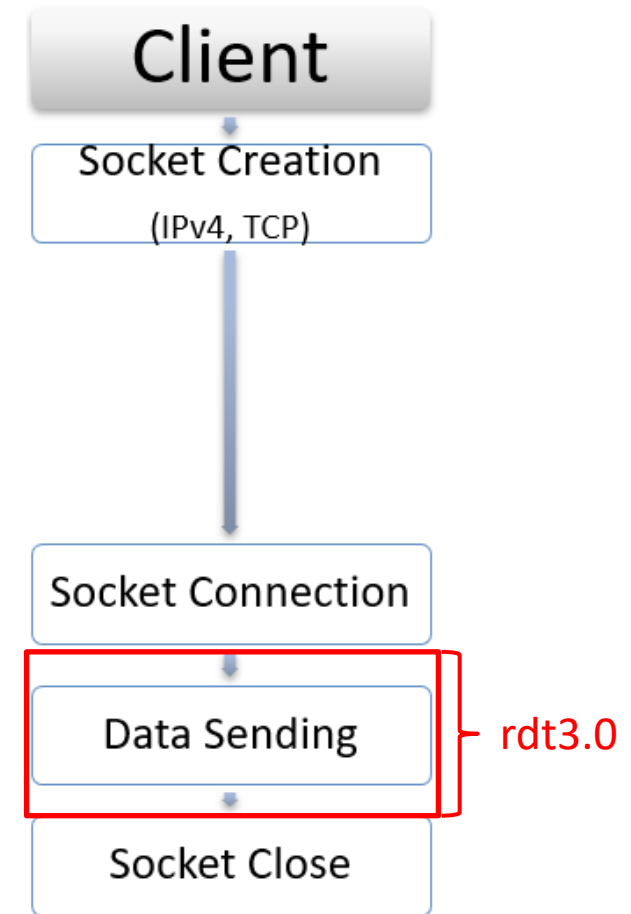 Client
Socket Creation
(IPv4, TCP)
Socket Connection
Data Sending
rdt3.0
Socket Close